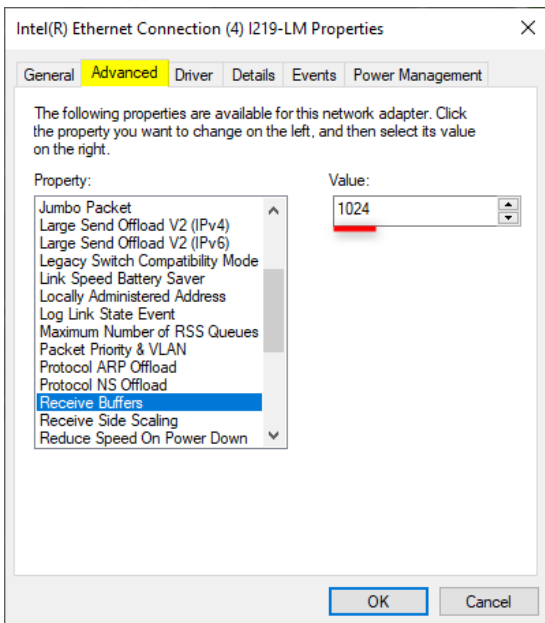 Intel(R) Ethernet Connection (4) I219-LM Properties
General Advanced Driver Details Events Power Management
The following properties are available for this network adapter. Click
the property you want to change on the left, and then select its value
on the right.
Property:
Value:
Jumbo Packet
Large Send Offload V2 (IPv4)
Large Send Offload V2 (IPv6)
Legacy Switch Compatibility Mode
Link Speed Battery Saver
Locally Administered Address
Log Link State Event
Maximum Number of RSS Queues
Packet Priority & VLAN
Protocol ARP Offload
Protocol NS Offload
Receive Buffers
Receive Side Scaling
Reduce Speed On Power Down
1024
OK
Cancel